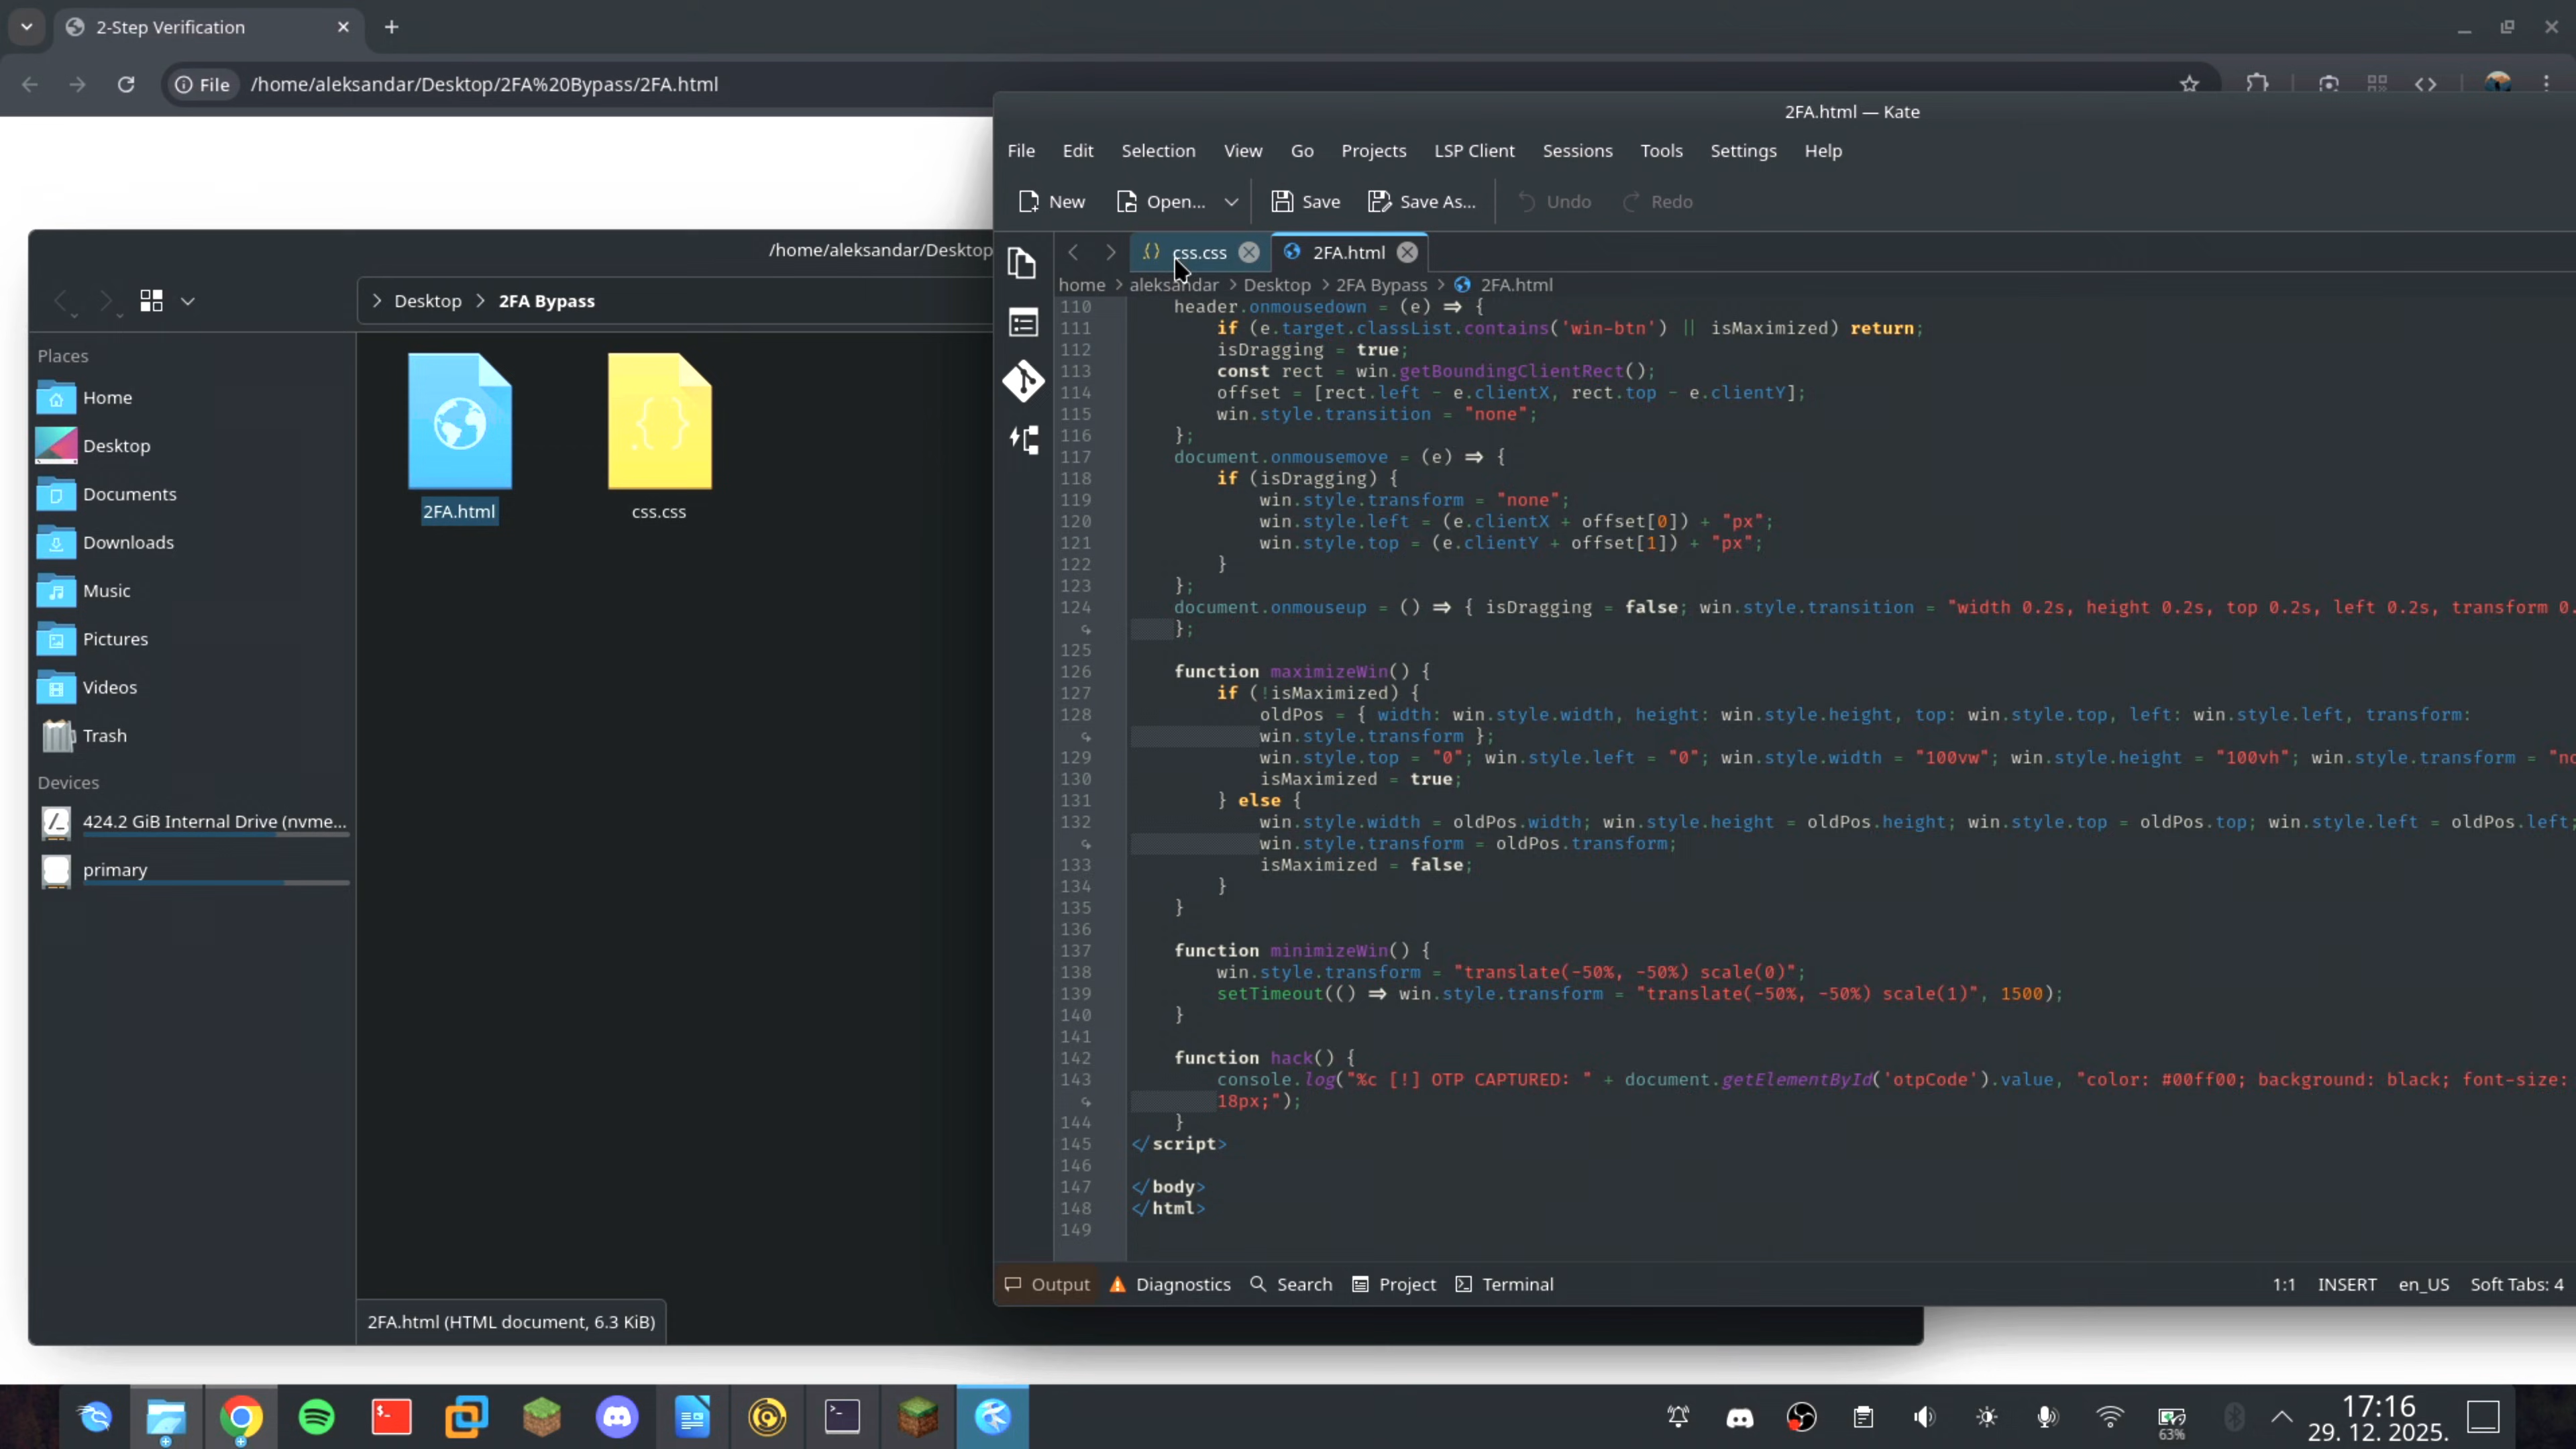 2-Step Verification
File /home/aleksandar/Desktop/2FA%20Bypass/2FA.html
/home/aleksandar/Desktop
Desktop 2FA Bypass
Places
Home
Desktop
Documents
Downloads
Music
Pictures
Videos
Trash
Devices
424.2 GiB Internal Drive (nvme...
primary
2FA.html
css.css
2FA.html (HTML document, 6.3 KiB)
2FA.html — Kate
File Edit Selection View Go Projects LSP Client Sessions Tools Settings Help
New Open... Save Save As... Undo Redo
css.css 2FA.html
home > aleksandar > Desktop > 2FA Bypass > 2FA.html
110 header.onmousedown = (e) => {
111 if (e.target.classList.contains('win-btn') || isMaximized) return;
112 isDragging = true;
113 const rect = win.getBoundingClientRect();
114 offset = [rect.left - e.clientX, rect.top - e.clientY];
115 win.style.transition = "none";
116 };
117 document.onmousemove = (e) => {
118 if (isDragging) {
119 win.style.transform = "none";
120 win.style.left = (e.clientX + offset[0]) + "px";
121 win.style.top = (e.clientY + offset[1]) + "px";
122 }
123 };
124 document.onmouseup = () => { isDragging = false; win.style.transition = "width 0.2s, height 0.2s, top 0.2s, left 0.2s, transform 0.
};
125
126 function maximizeWin() {
127 if (!isMaximized) {
128 oldPos = { width: win.style.width, height: win.style.height, top: win.style.top, left: win.style.left, transform:
win.style.transform };
129 win.style.top = "0"; win.style.left = "0"; win.style.width = "100vw"; win.style.height = "100vh"; win.style.transform = "no
130 isMaximized = true;
131 } else {
132 win.style.width = oldPos.width; win.style.height = oldPos.height; win.style.top = oldPos.top; win.style.left = oldPos.left;
win.style.transform = oldPos.transform;
133 isMaximized = false;
134 }
135 }
136
137 function minimizeWin() {
138 win.style.transform = "translate(-50%, -50%) scale(0)";
139 setTimeout(() => win.style.transform = "translate(-50%, -50%) scale(1)", 1500);
140 }
141
142 function hack() {
143 console.log("%c [!] OTP CAPTURED: " + document.getElementById('otpCode').value, "color: #00ff00; background: black; font-size:
18px;");
144 }
145 </script>
146
147 </body>
148 </html>
149
Output Diagnostics Search Project Terminal
1:1 INSERT en_US Soft Tabs: 4
63%
17:16
29. 12. 2025.